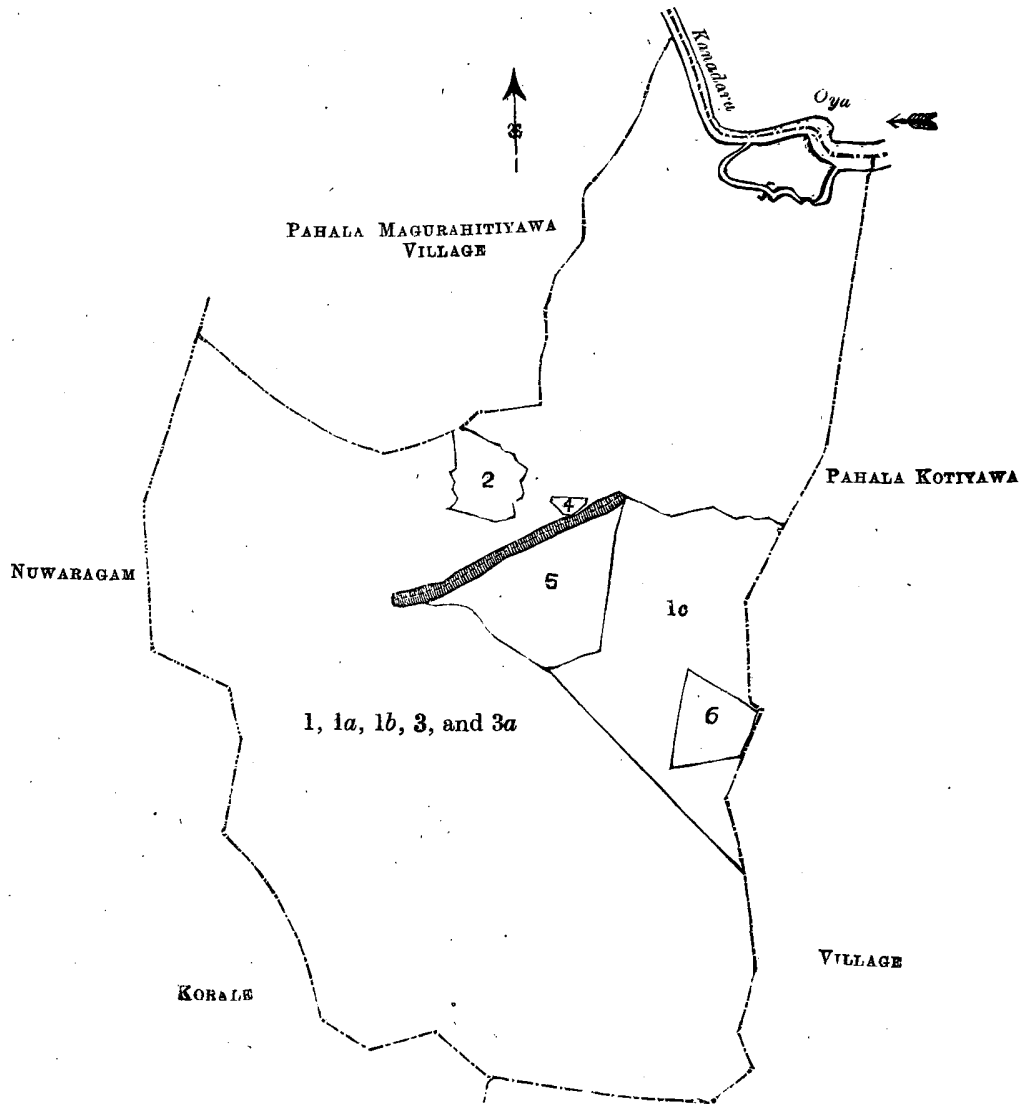 Kanadara
Oya
PAHALA MAGURAHITIYAWA
VILLAGE
2
4
PAHALA KOTIYAWA
NUWARAGAM
5
1c
6
1, 1a, 1b, 3, and 3a
VILLAGE
KORALE